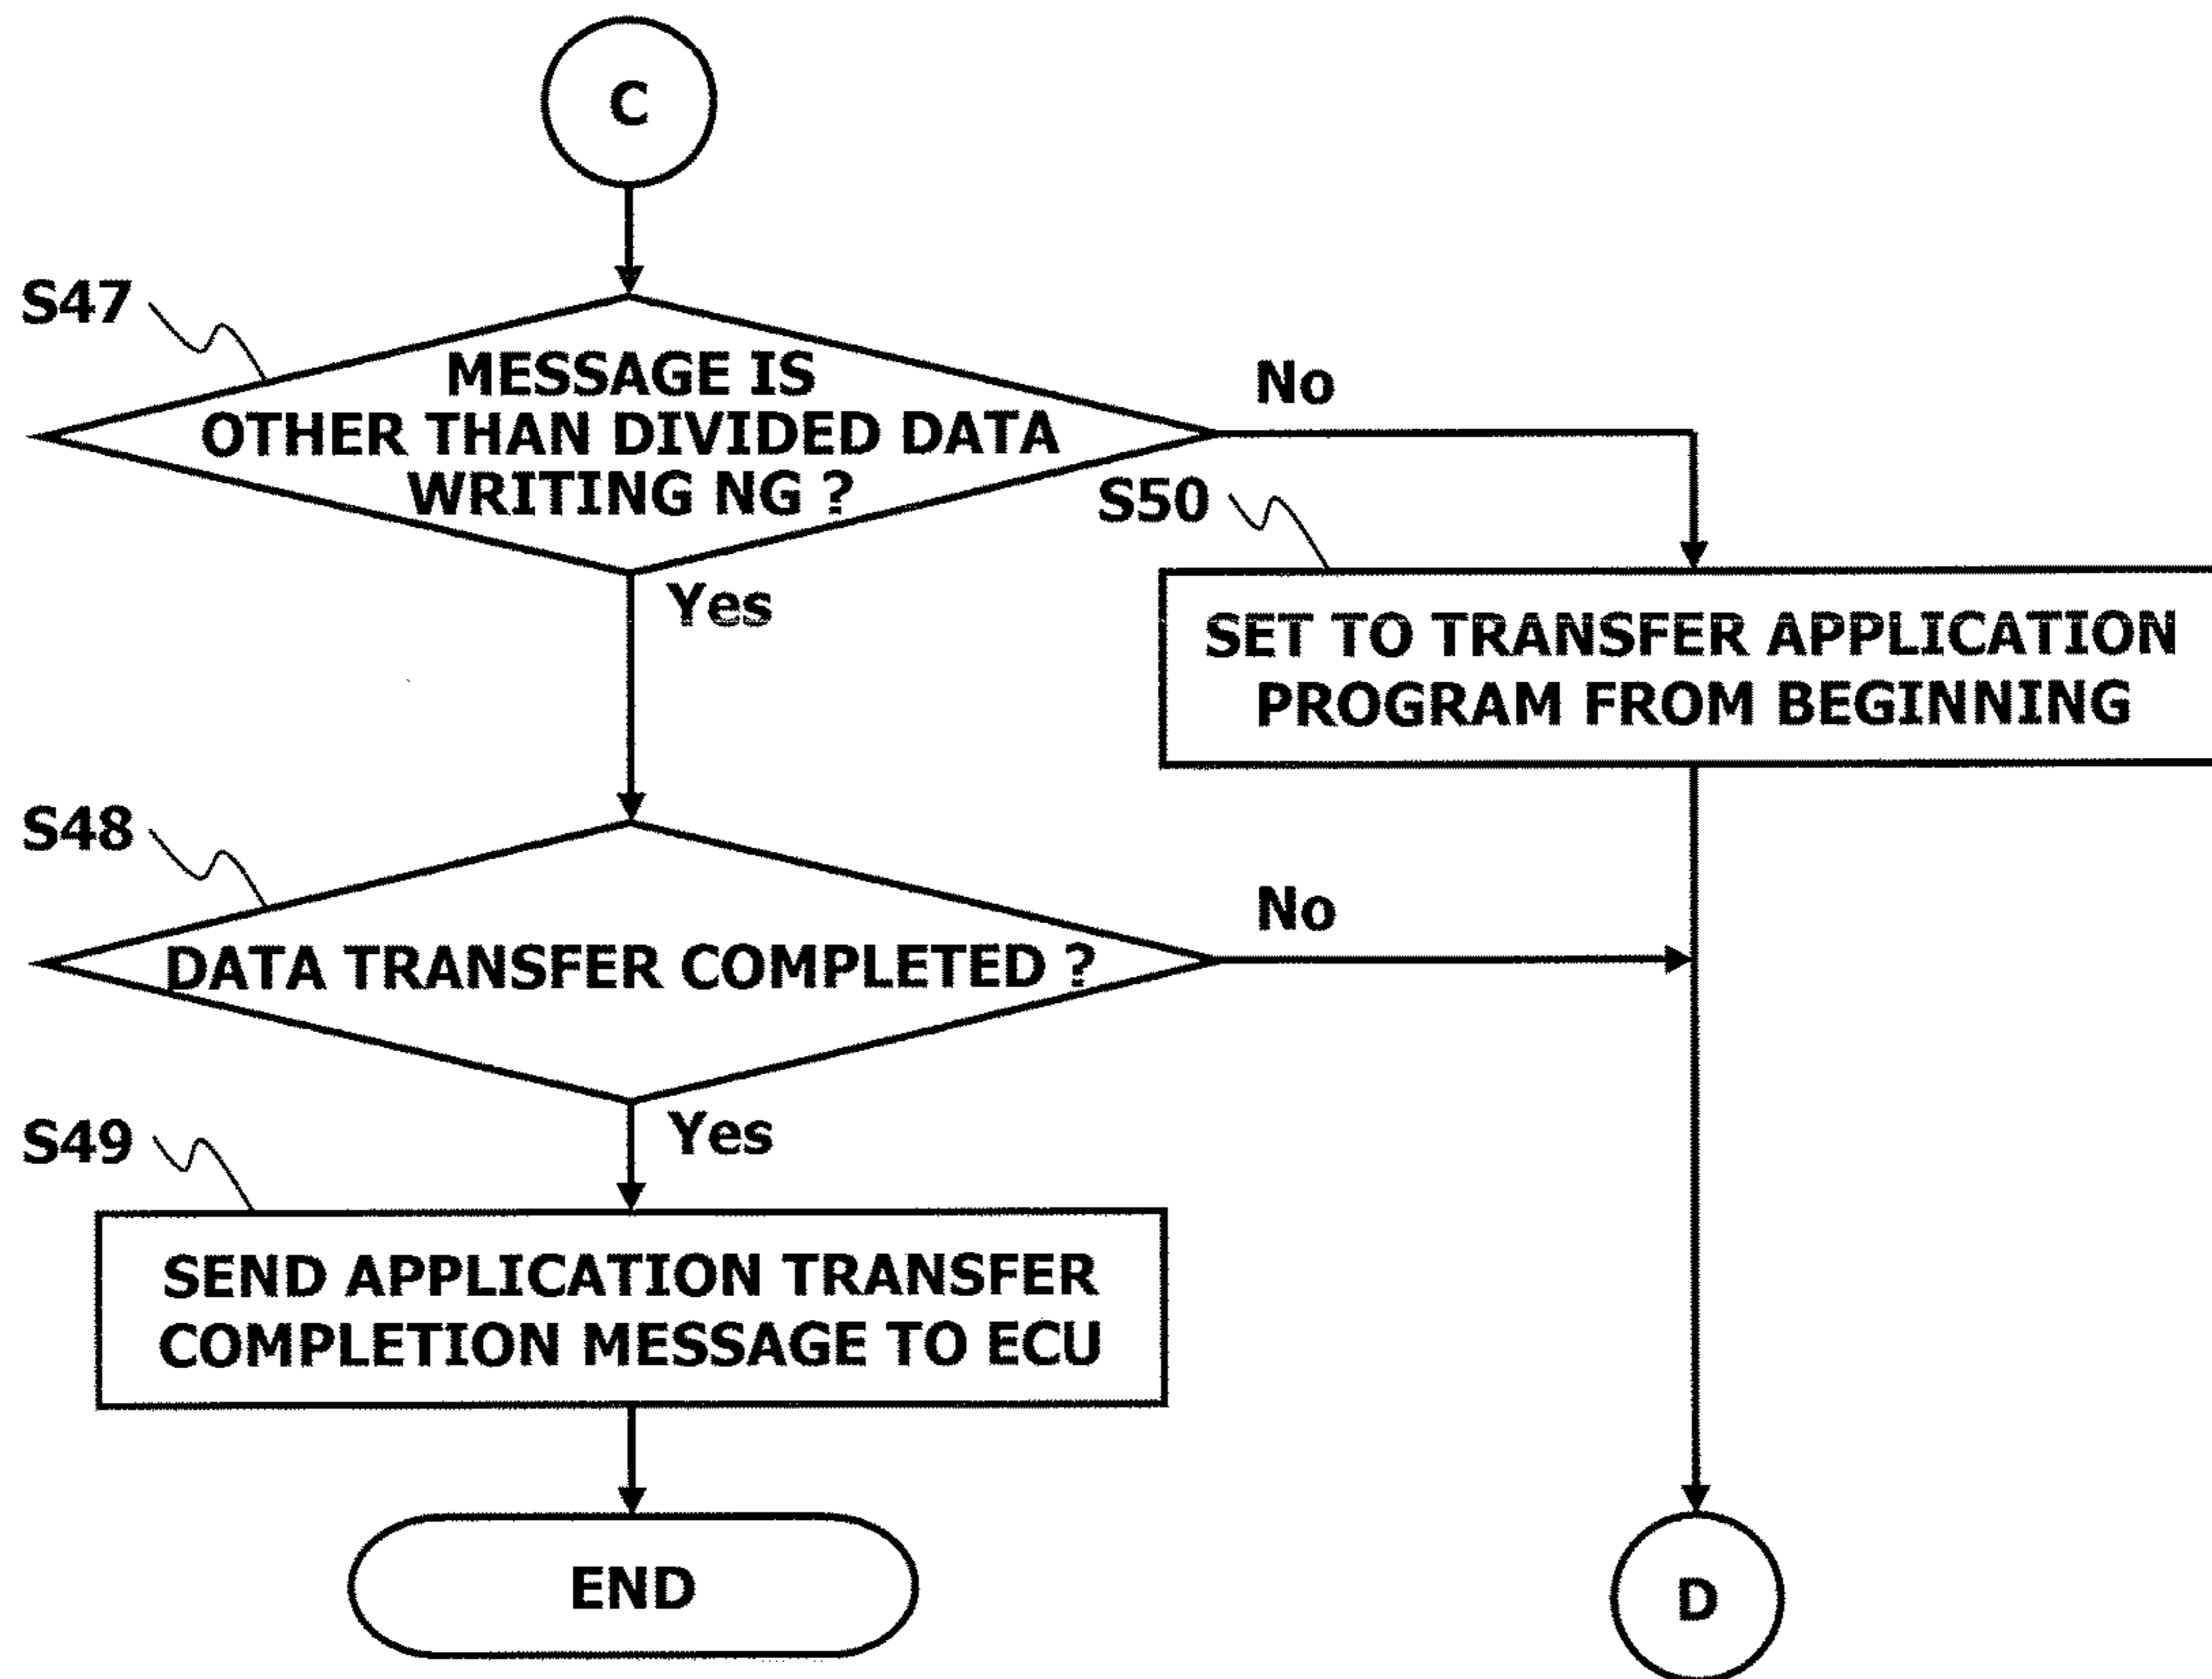 C
S47
MESSAGE IS
OTHER THAN DIVIDED DATA
WRITING NG ?
No
Yes
S50
SET TO TRANSFER APPLICATION
PROGRAM FROM BEGINNING
S48
DATA TRANSFER COMPLETED ?
No
Yes
S49
SEND APPLICATION TRANSFER
COMPLETION MESSAGE TO ECU
END
D